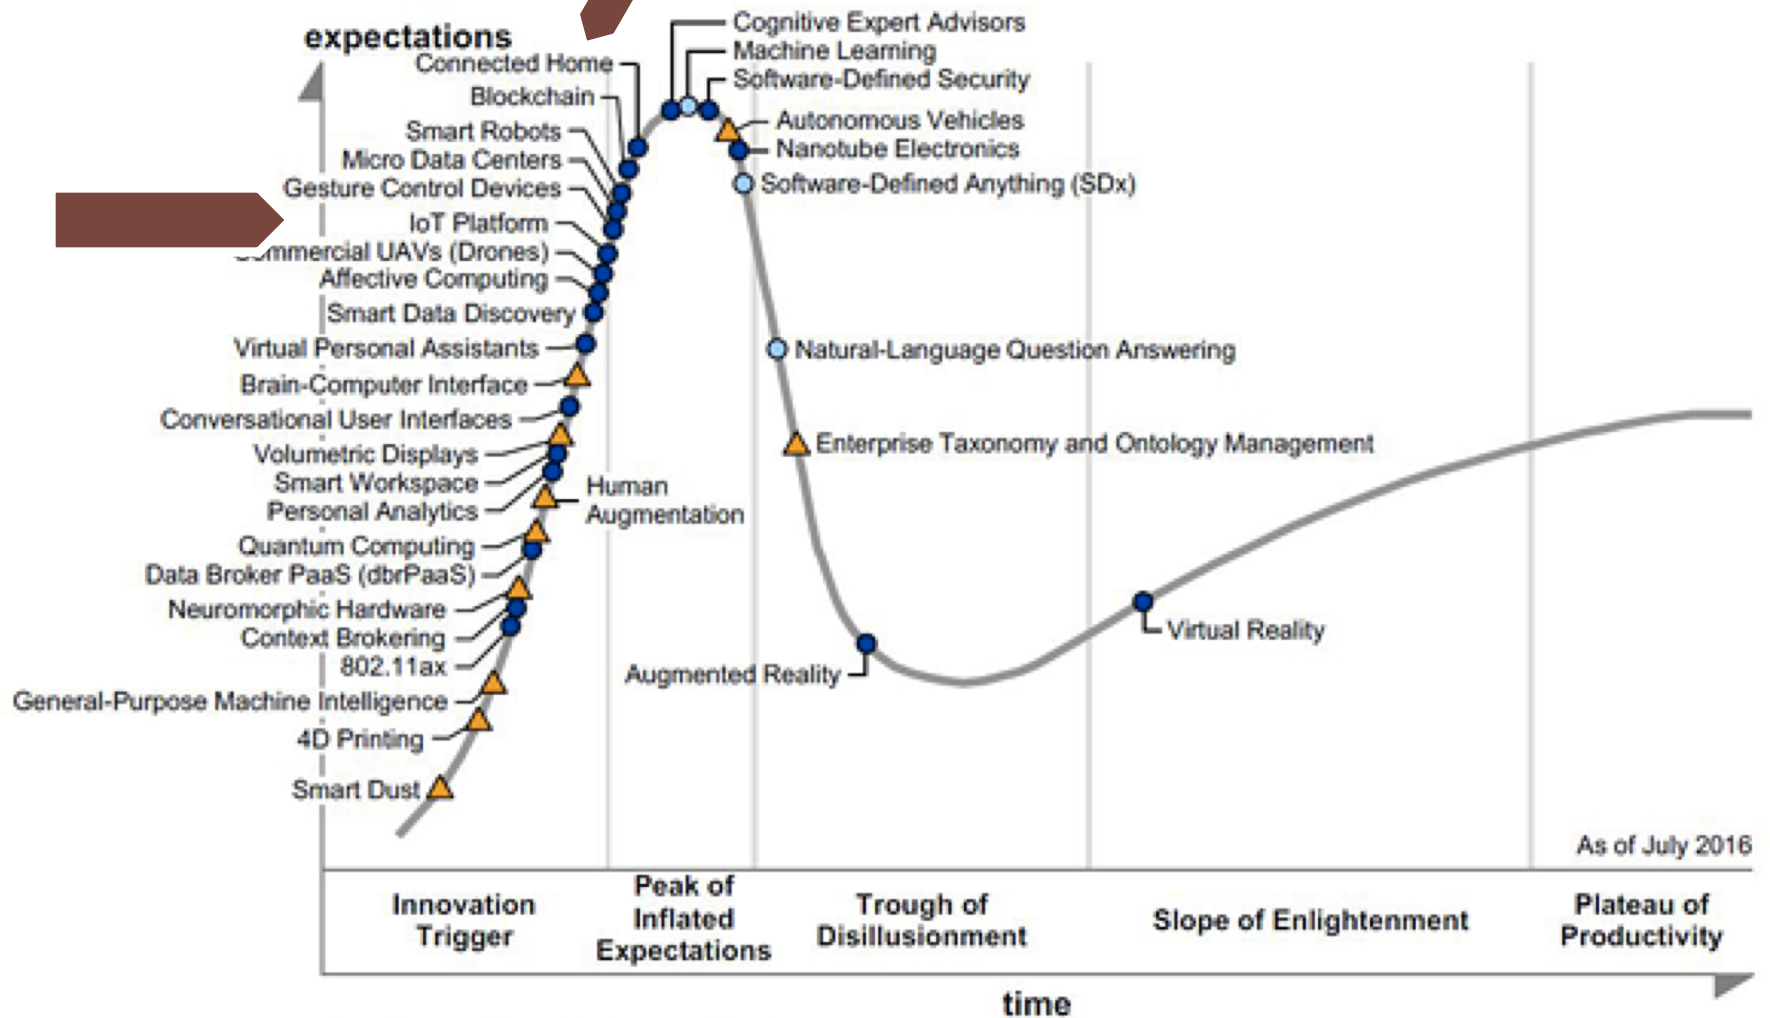 expectations
Cognitive Expert Advisors
Machine Learning
Software-Defined Security
Autonomous Vehicles
Nanotube Electronics
Software-Defined Anything (SDx)
Connected Home
Blockchain
Smart Robots
Micro Data Centers
Gesture Control Devices
IoT Platform
UAVs (Drones)
Affective Computing
Smart Data Discovery
Virtual Personal Assistants
Brain-Computer Interface
Conversational User Interfaces
Volumetric Displays
Smart Workspace
Personal Analytics
Quantum Computing
Data Broker PaaS (dbrPaaS)
Neuromorphic Hardware
Context Brokering
802.11ax
General-Purpose Machine Intelligence
4D Printing
Smart Dust
Human
Augmentation
Natural-Language Question Answering
Enterprise Taxonomy and Ontology Management
Augmented Reality
Virtual Reality
As of July 2016
Innovation
Trigger
Peak of
Inflated
Expectations
Trough of
Disillusionment
Slope of Enlightenment
Plateau of
Productivity
time